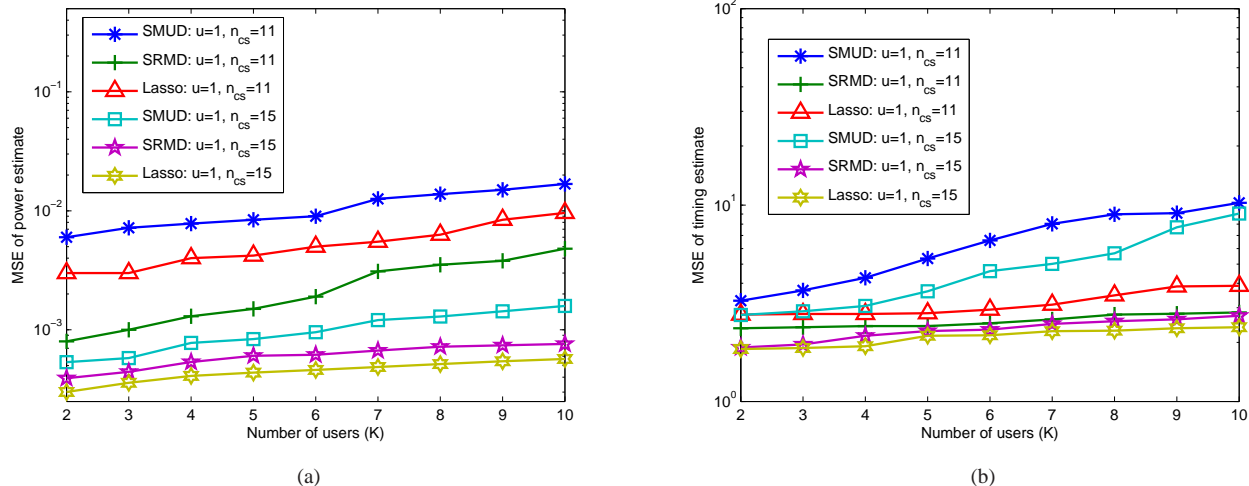 SMUD: u=1, n_cs=11
SRMD: u=1, n_cs=11
Lasso: u=1, n_cs=11
SMUD: u=1, n_cs=15
SRMD: u=1, n_cs=15
Lasso: u=1, n_cs=15
10^−1
10^−2
10^−3
MSE of power estimate
2 3 4 5 6 7 8 9 10
Number of users (K)
(a)
SMUD: u=1, n_cs=11
SRMD: u=1, n_cs=11
Lasso: u=1, n_cs=11
SMUD: u=1, n_cs=15
SRMD: u=1, n_cs=15
Lasso: u=1, n_cs=15
10^2
10^1
10^0
MSE of timing estimate
2 3 4 5 6 7 8 9 10
Number of users (K)
(b)